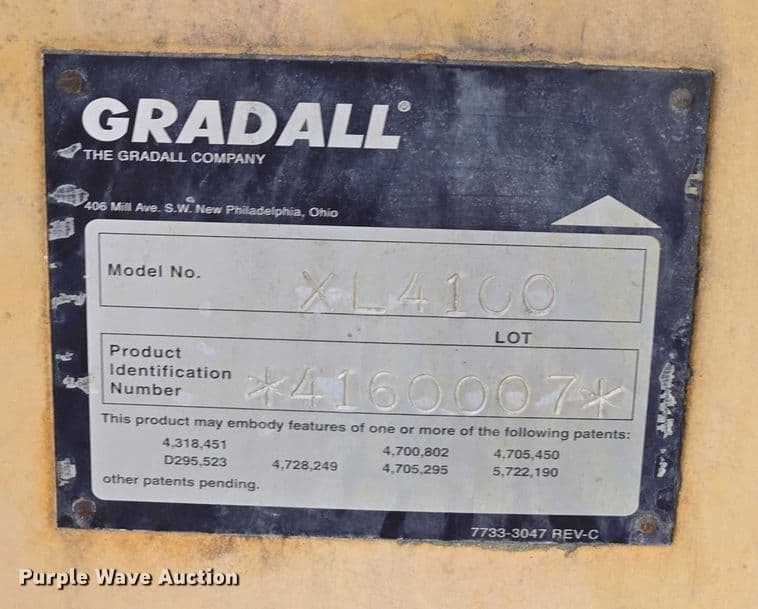 GRADALL®
THE GRADALL COMPANY
406 Mill Ave. S.W. New Philadelphia, Ohio
Model No. XL4100
LOT
Product
Identification
Number *4160007*
This product may embody features of one or more of the following patents:
4,318,451 4,700,802 4,705,450
D295,523 4,728,249 4,705,295 5,722,190
other patents pending.
7733-3047 REV-C
Purple Wave Auction